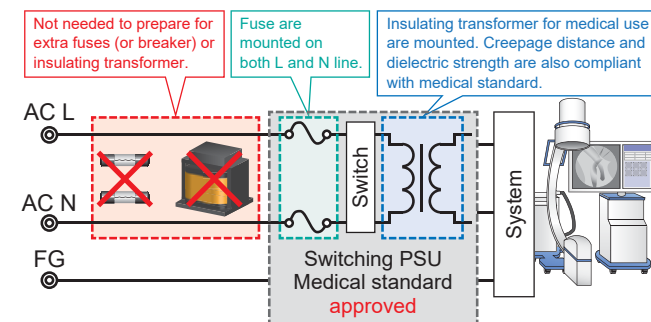 Not needed to prepare for
extra fuses (or breaker) or
insulating transformer.
Fuse are
mounted on
both L and N line.
Insulating transformer for medical use
are mounted. Creepage distance and
dielectric strength are also compliant
with medical standard.
AC L
AC N
FG
Switch
System
Switching PSU
Medical standard
approved